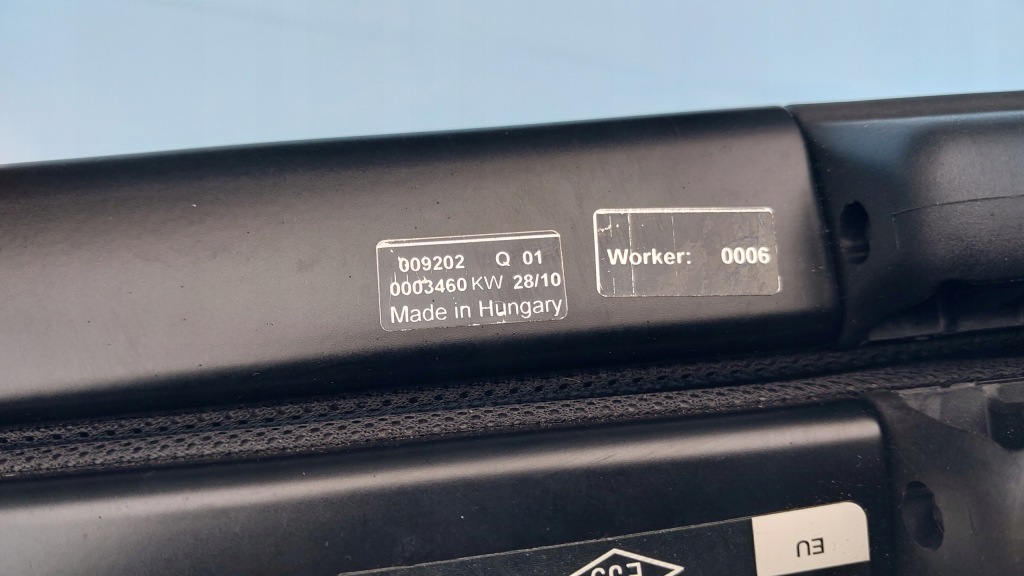 009202 Q 01
0003460 KW 28/10
Made in Hungary
Worker: 0006
EU